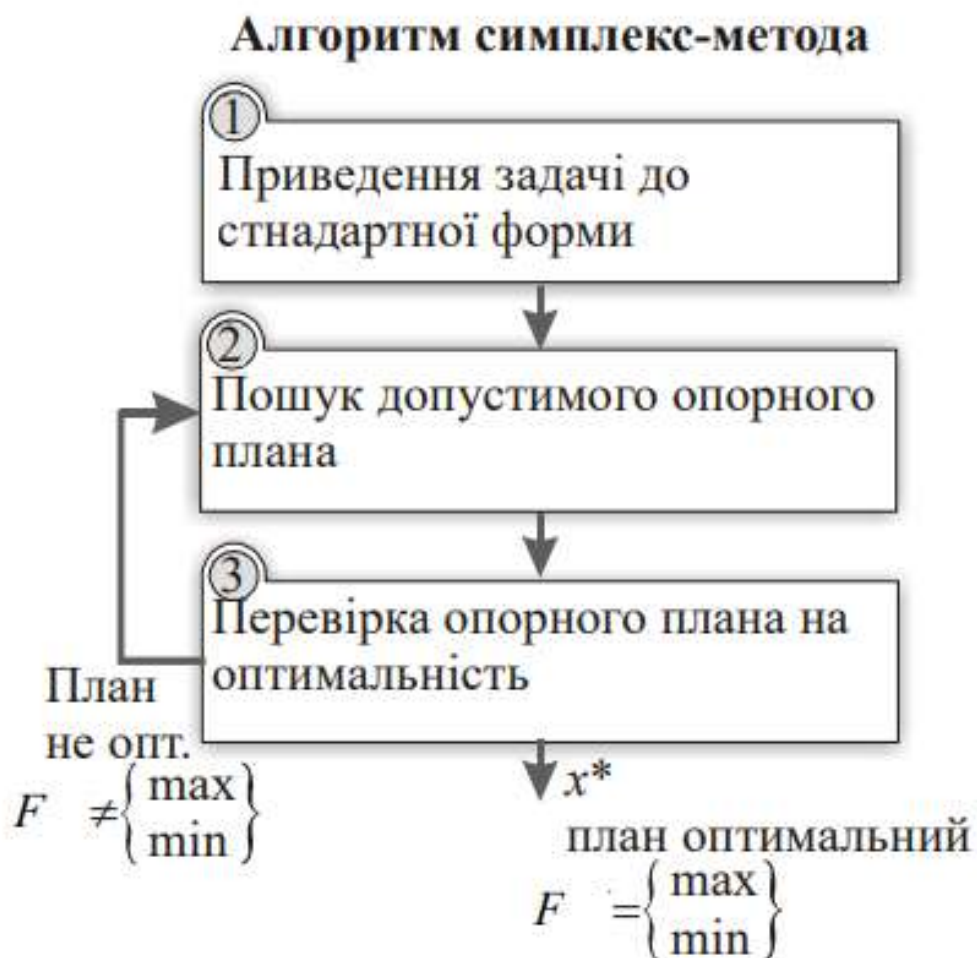 Алгоритм симплекс-метода
1
Приведення задачі до
стнадартної форми
2
Пошук допустимого опорного
плана
3
Перевірка опорного плана на
оптимальність
План
не опт.
F ≠ { max
min }
x*
план оптимальний
F = { max
min }